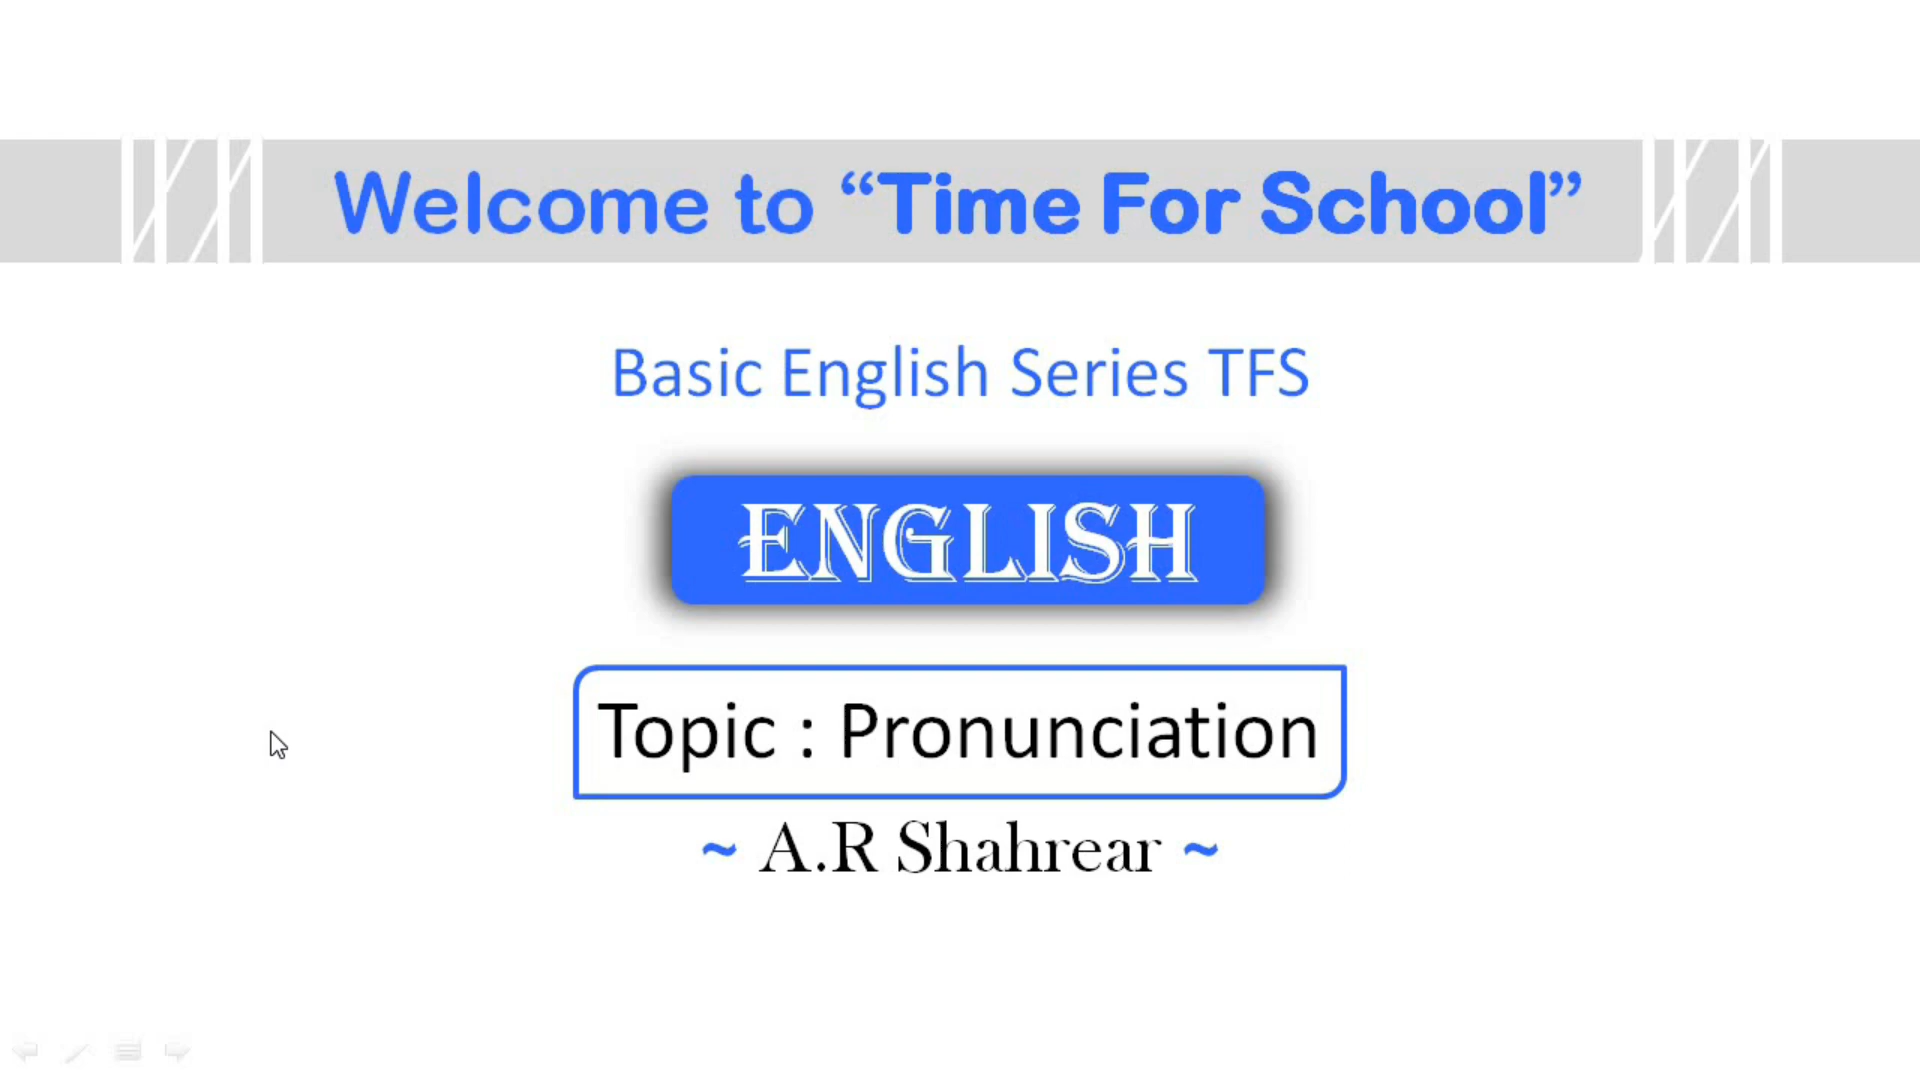 Welcome to “Time For School”
Basic English Series TFS
ENGLISH
Topic : Pronunciation
~ A.R Shahrear ~